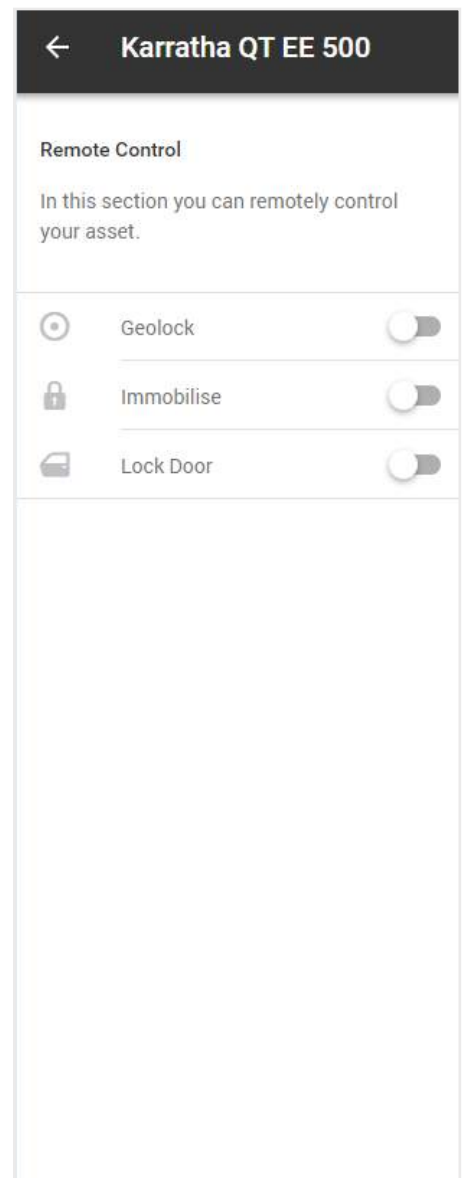 Karratha QT EE 500
Remote Control
In this section you can remotely control
your asset.
Geolock
Immobilise
Lock Door